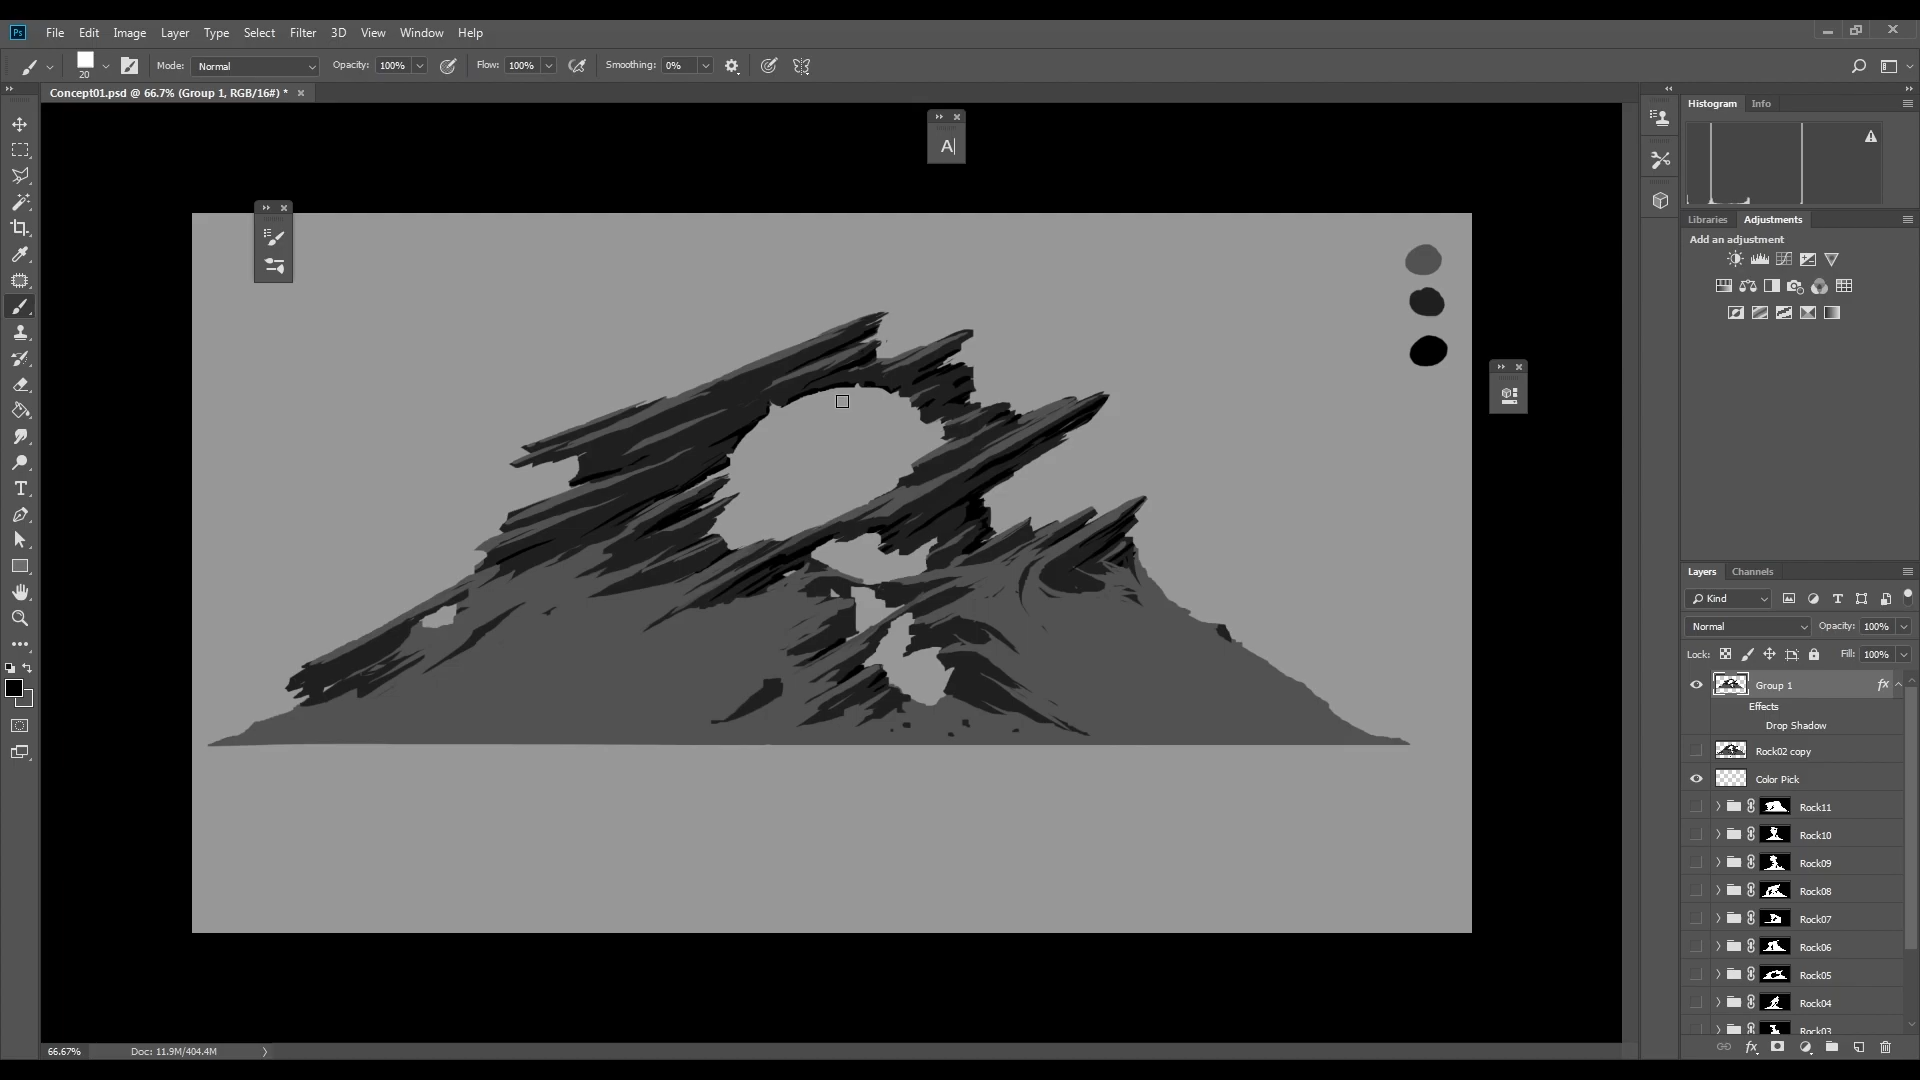 Ps File Edit Image Layer Type Select Filter 3D View Window Help
20 Mode: Normal Opacity: 100% Flow: 100% Smoothing: 0%
Concept01.psd @ 66.7% (Group 1, RGB/16#) *
A
Histogram Info
Libraries Adjustments
Add an adjustment
Layers Channels
Kind
Normal Opacity: 100%
Lock: Fill: 100%
Group 1 fx
Effects
Drop Shadow
Rock02 copy
Color Pick
Rock11
Rock10
Rock09
Rock08
Rock07
Rock06
Rock05
Rock04
Rock03
66.67% Doc: 11.9M/404.4M
fx